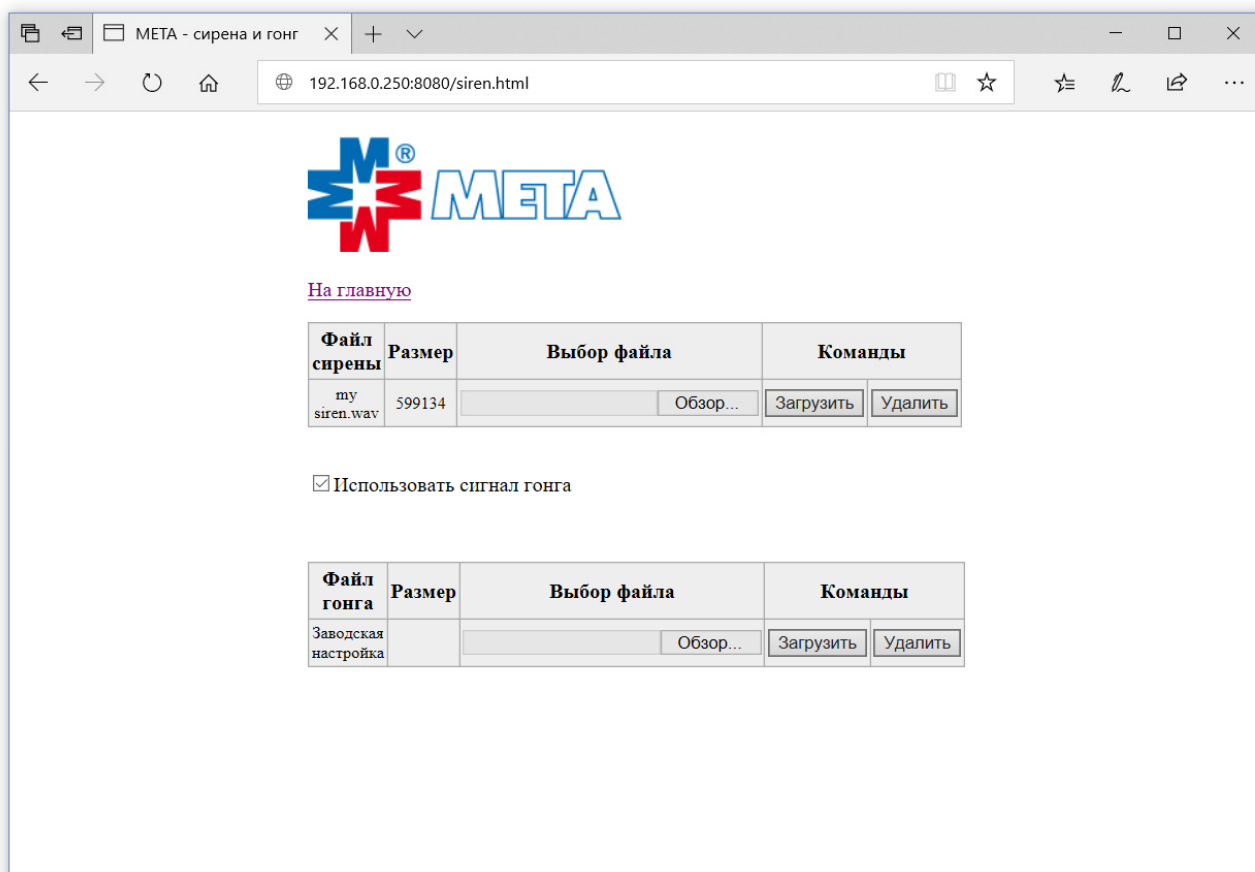 META - сирена и гонг
192.168.0.250:8080/siren.html
® META
На главную
Файл сирены Размер Выбор файла Команды
my siren.wav 599134 Обзор... Загрузить Удалить
Использовать сигнал гонга
Файл гонга Размер Выбор файла Команды
Заводская настройка Обзор... Загрузить Удалить